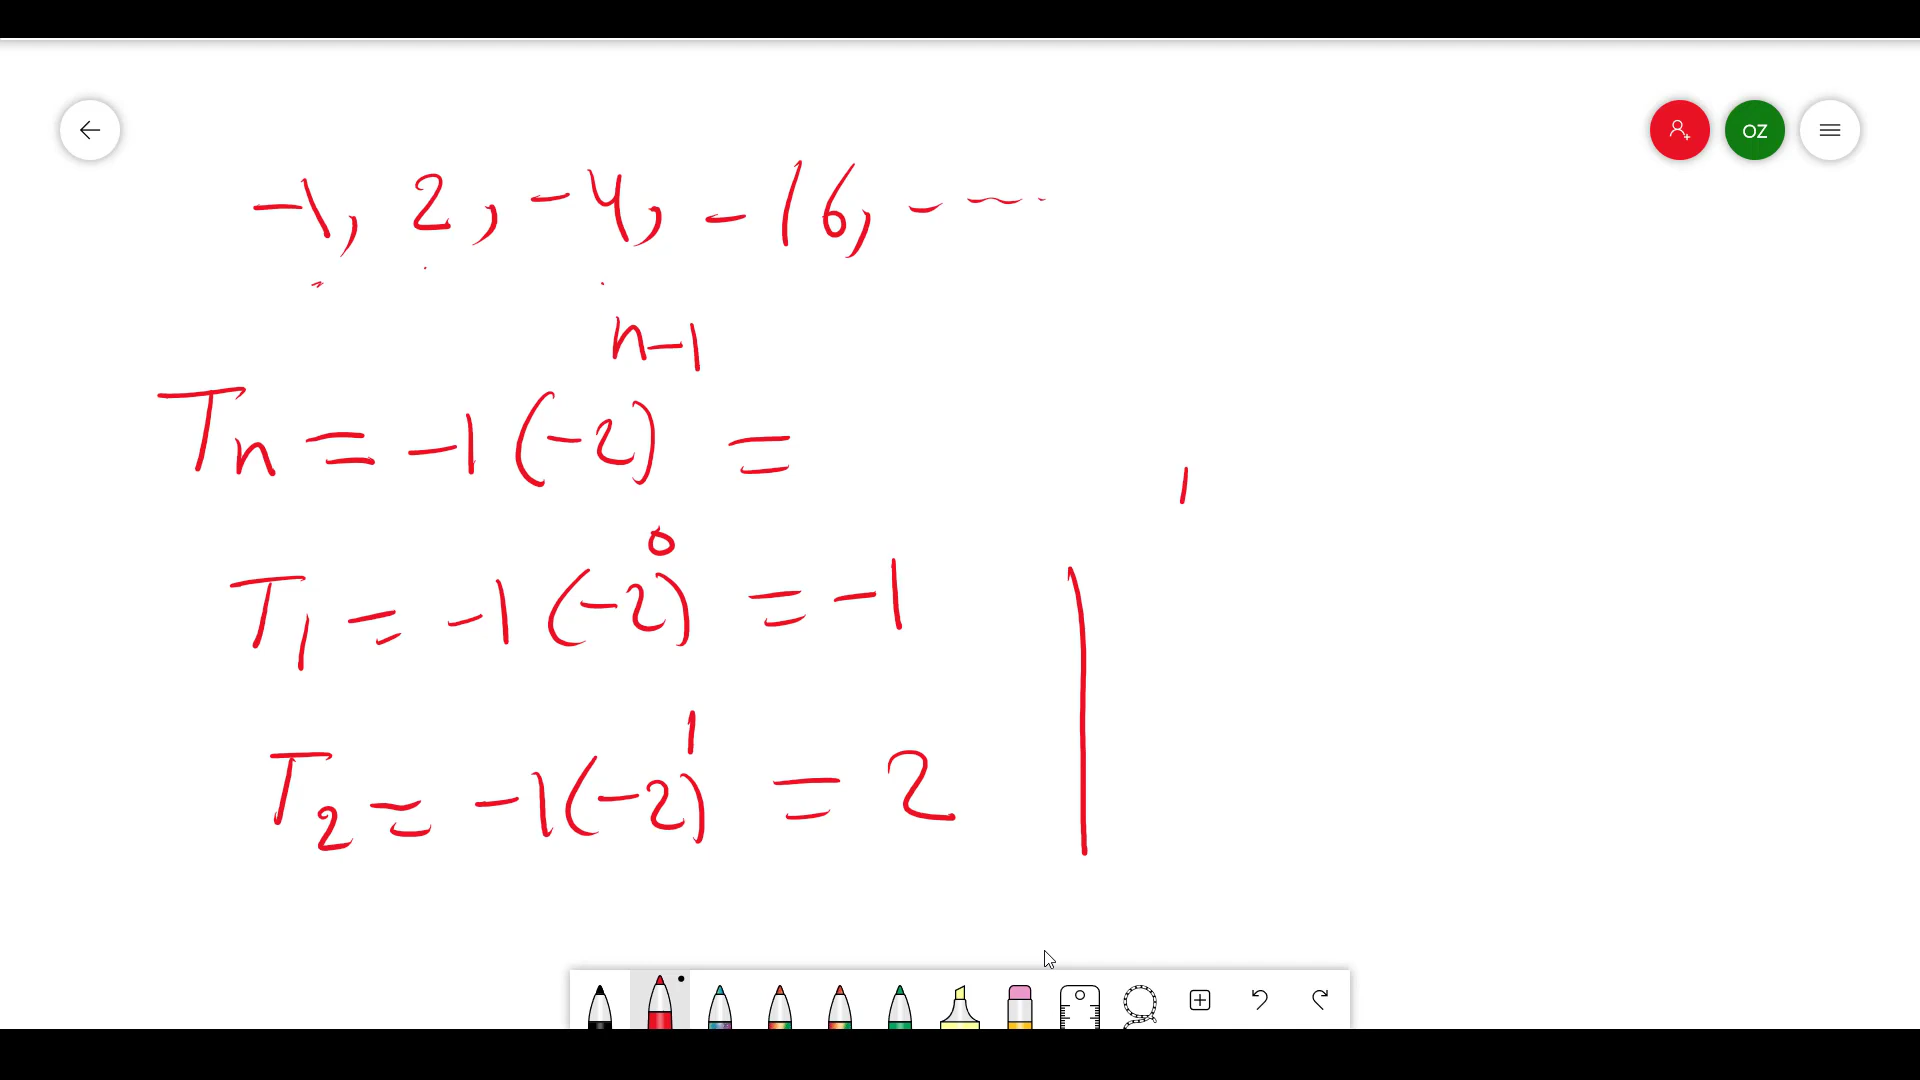 OZ
-1, 2, -4, -16, - ----
Tn = -1 (-2)^n-1 =
T1 = -1 (-2)^0 = -1
T2 = -1 (-2)^1 = 2